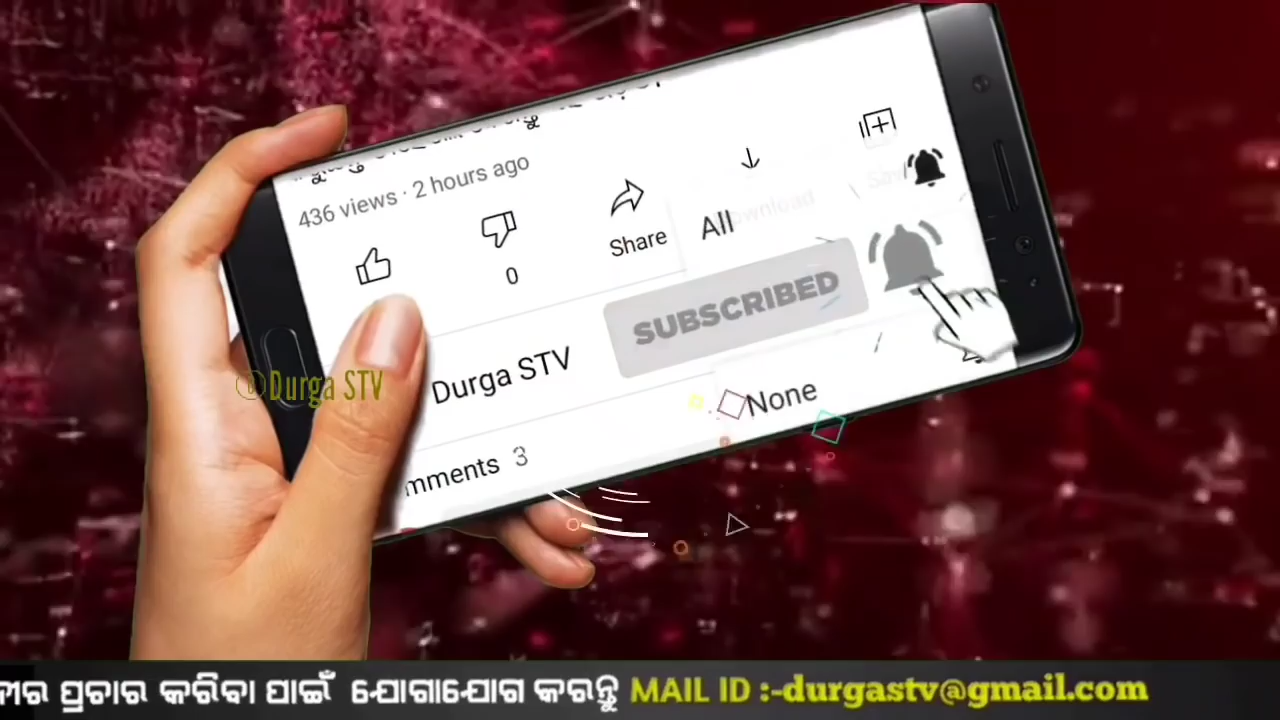 436 views · 2 hours ago
0
Share
All
ownload
SUBSCRIBED
Durga STV
@Durga STV
None
mments 3
ପ୍ରଚାର କରିବା ପାଇଁ ଯୋଗାଯୋଗ କରନ୍ତୁ MAIL ID :-durgastv@gmail.com